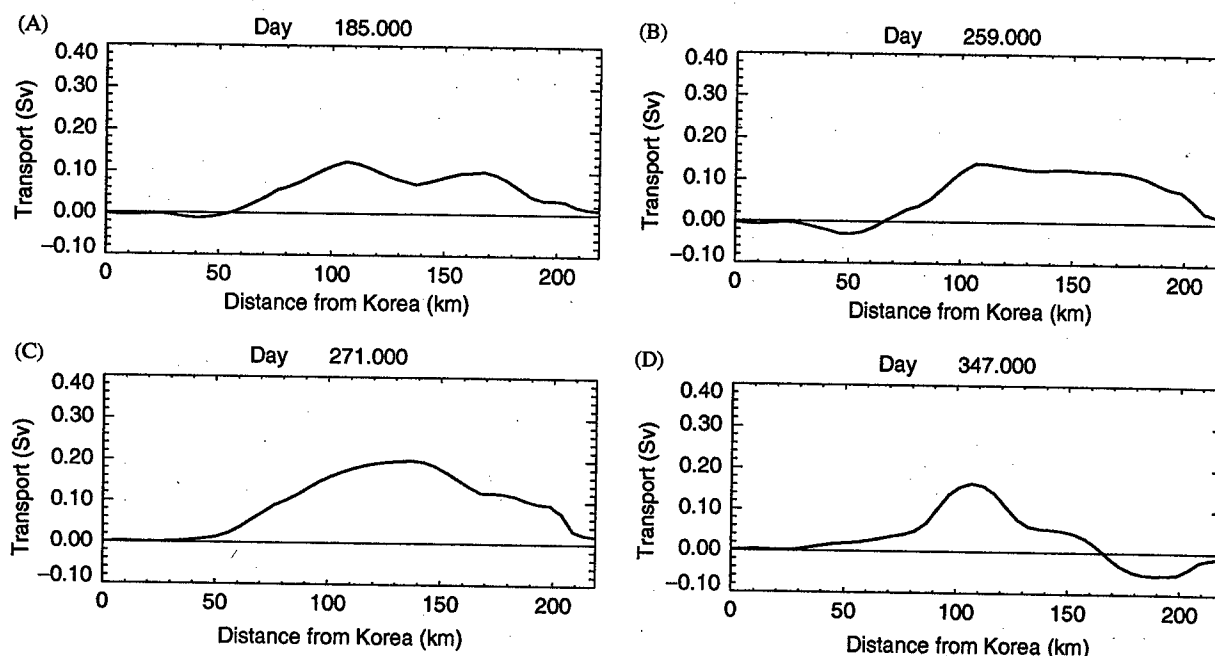 (A)
Day 185.000
0.40
0.30
0.20
0.10
0.00
−0.10
Transport (Sv)
0 50 100 150 200
Distance from Korea (km)
(B)
Day 259.000
0.40
0.30
0.20
0.10
0.00
−0.10
Transport (Sv)
0 50 100 150 200
Distance from Korea (km)
(C)
Day 271.000
0.40
0.30
0.20
0.10
0.00
−0.10
Transport (Sv)
0 50 100 150 200
Distance from Korea (km)
(D)
Day 347.000
0.40
0.30
0.20
0.10
0.00
−0.10
Transport (Sv)
0 50 100 150 200
Distance from Korea (km)